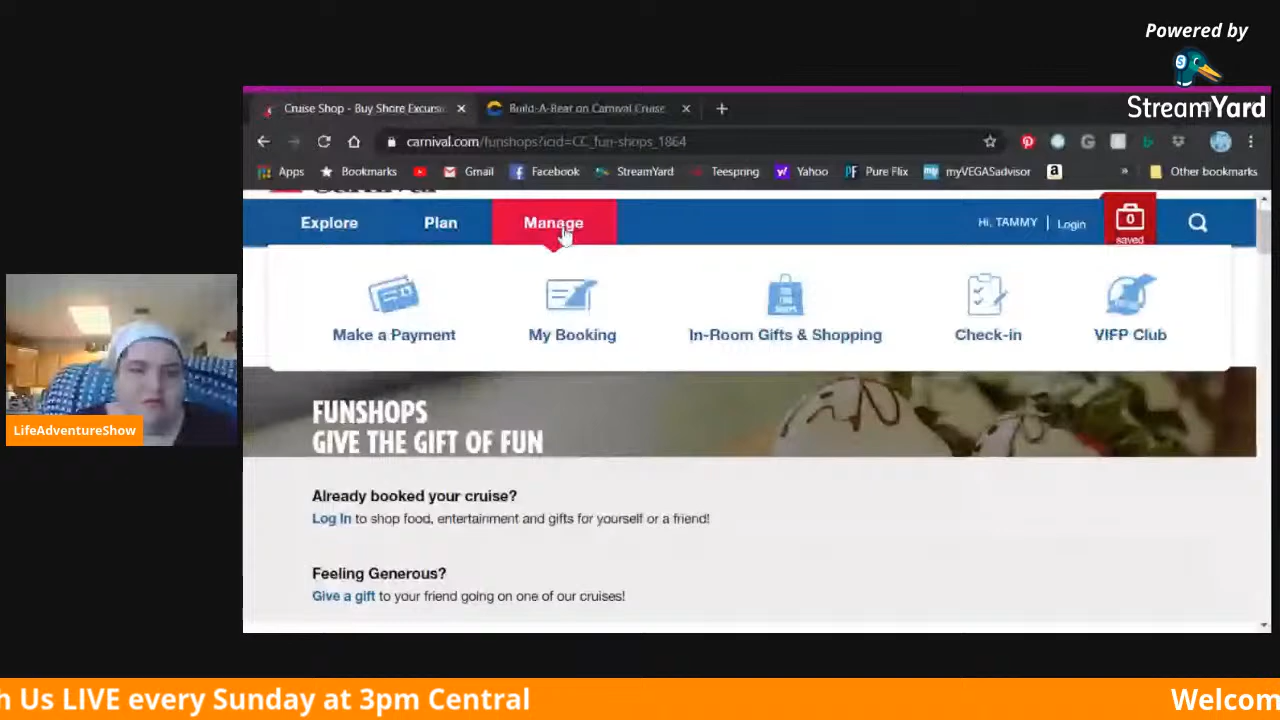 Powered by
StreamYard
Cruise Shop - Buy Shore Excurs
Build-A-Bear on Carnival Cruise
carnival.com/funshops?icid=CC_fun-shops_1864
Apps
Bookmarks
Gmail
Facebook
StreamYard
Teespring
Yahoo
Pure Flix
myVEGASadvisor
Other bookmarks
Explore
Plan
Manage
Hi, TAMMY
Login
0
saved
Make a Payment
My Booking
In-Room Gifts & Shopping
Check-in
VIFP Club
FUNSHOPS
GIVE THE GIFT OF FUN
Already booked your cruise?
Log In to shop food, entertainment and gifts for yourself or a friend!
Feeling Generous?
Give a gift to your friend going on one of our cruises!
LifeAdventureShow
h Us LIVE every Sunday at 3pm Central
Welcom